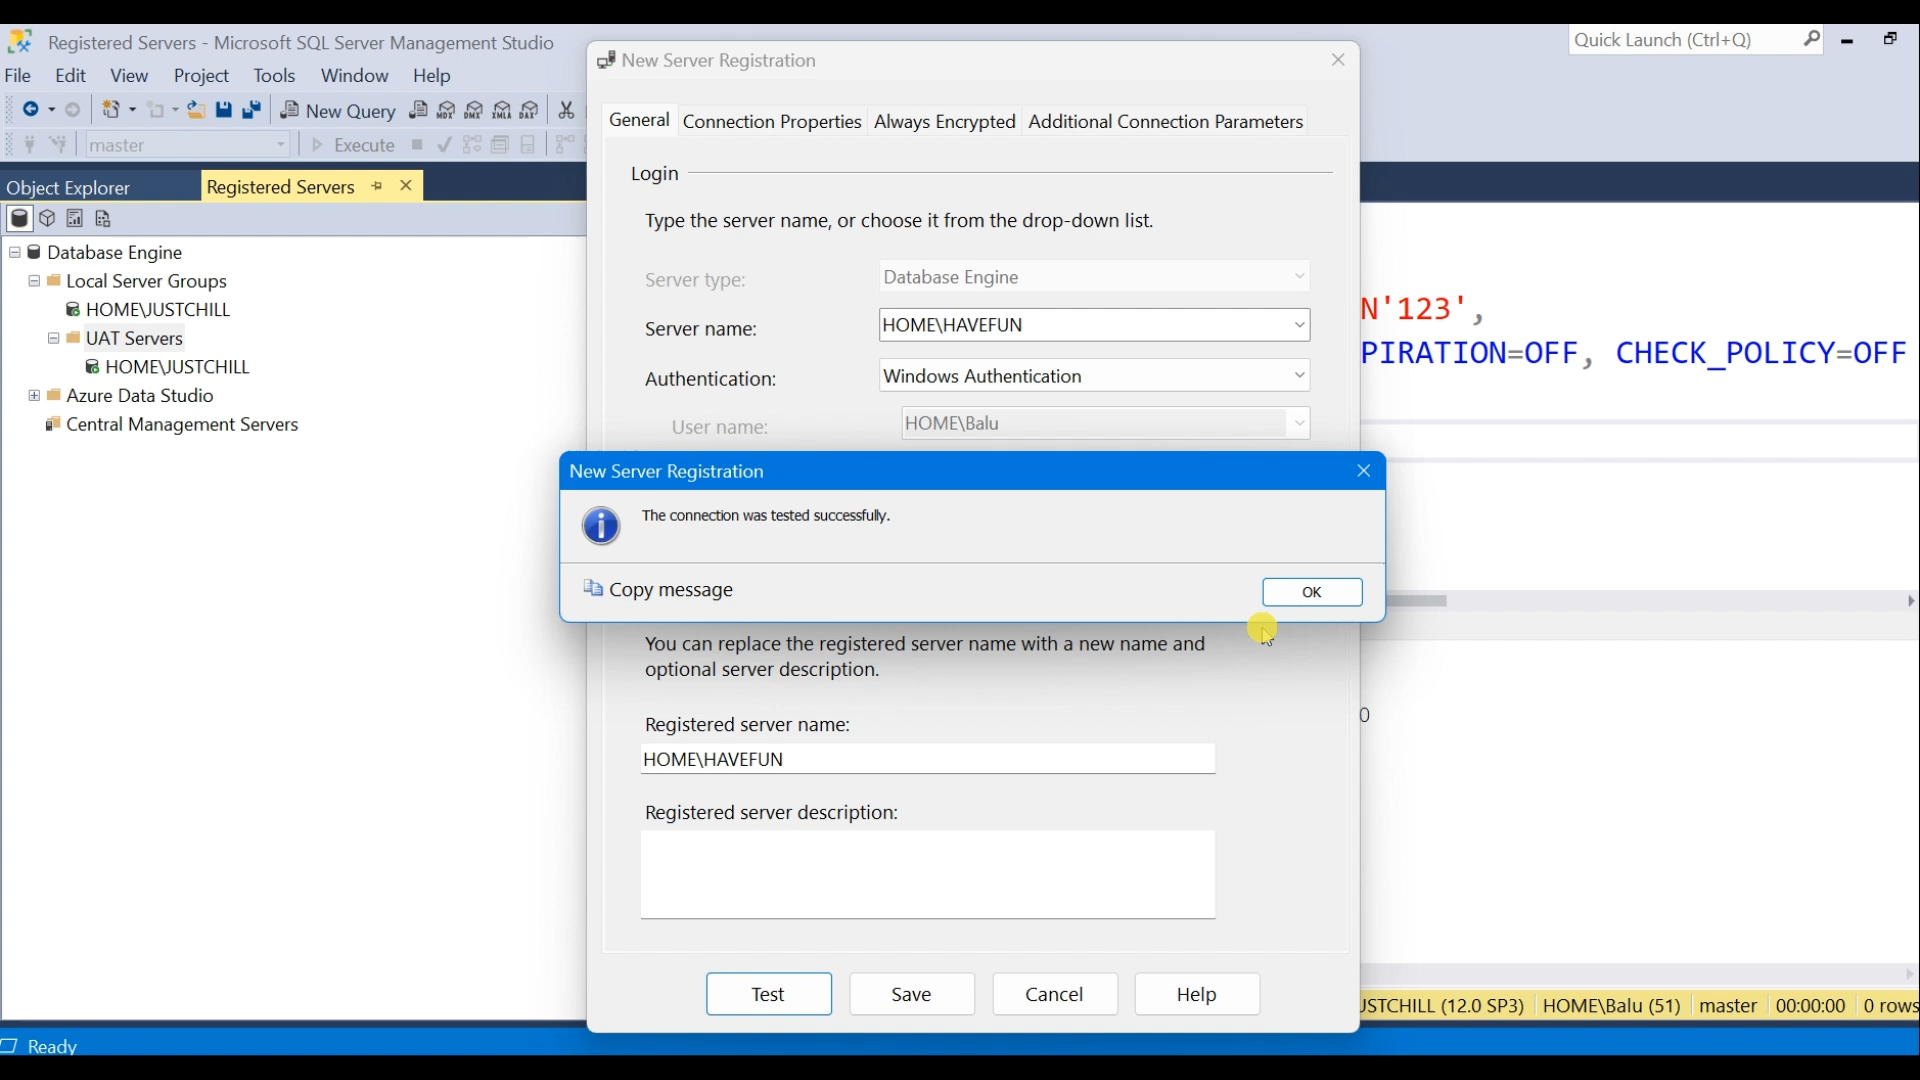 Registered Servers - Microsoft SQL Server Management Studio
Quick Launch (Ctrl+Q)
File Edit View Project Tools Window Help
New Query MDX DMX XMLA DAX
master Execute
Object Explorer Registered Servers
Database Engine
Local Server Groups
HOME\JUSTCHILL
UAT Servers
HOME\JUSTCHILL
Azure Data Studio
Central Management Servers
New Server Registration
General Connection Properties Always Encrypted Additional Connection Parameters
Login
Type the server name, or choose it from the drop-down list.
Server type: Database Engine
Server name: HOME\HAVEFUN
Authentication: Windows Authentication
User name: HOME\Balu
N'123',
PIRATION=OFF, CHECK_POLICY=OFF
New Server Registration
The connection was tested successfully.
Copy message OK
You can replace the registered server name with a new name and
optional server description.
Registered server name:
HOME\HAVEFUN
Registered server description:
Test Save Cancel Help
0
USTCHILL (12.0 SP3) HOME\Balu (51) master 00:00:00 0 rows
Ready